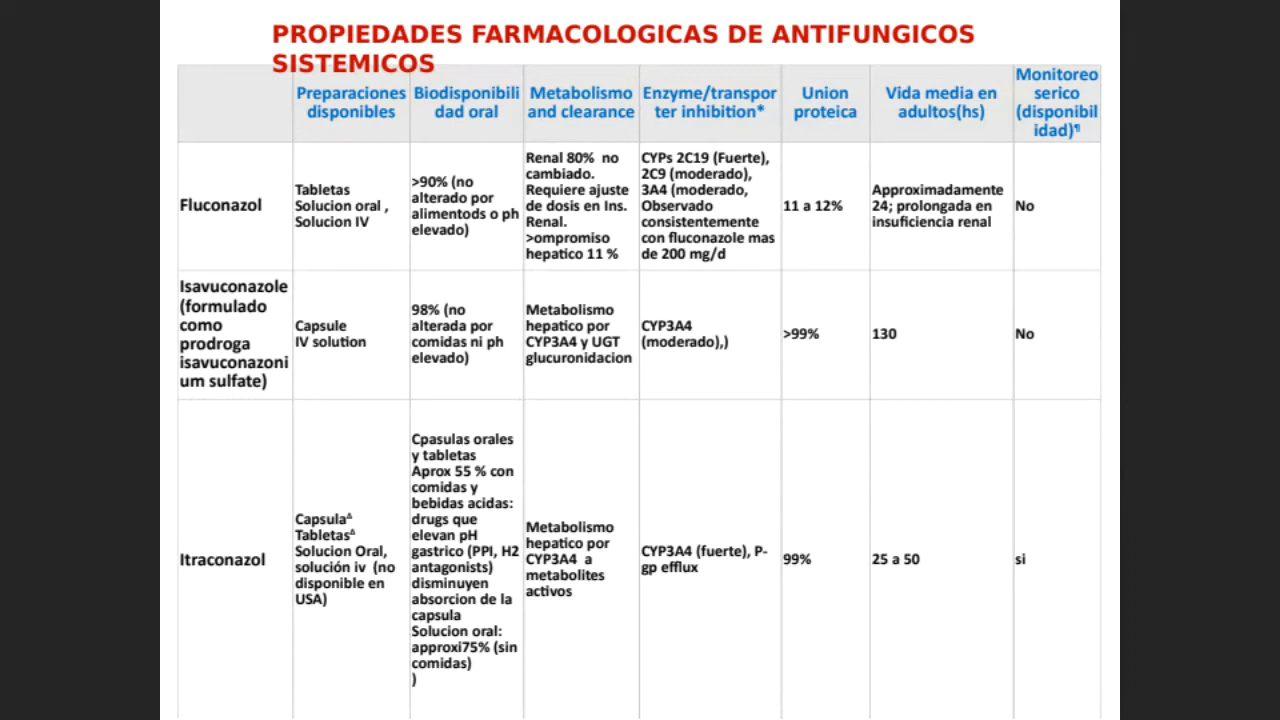 PROPIEDADES FARMACOLOGICAS DE ANTIFUNGICOS
SISTEMICOS
Preparaciones
disponibles
Biodisponibili
dad oral
Metabolismo
and clearance
Enzyme/transpor
ter inhibition*
Union
proteica
Vida media en
adultos(hs)
Monitoreo
serico
(disponibil
idad)¶
Fluconazol
Tabletas
Solucion oral ,
Solucion IV
>90% (no
alterado por
alimentods o ph
elevado)
Renal 80% no
cambiado.
Requiere ajuste
de dosis en Ins.
Renal.
>ompromiso
hepatico 11 %
CYPs 2C19 (Fuerte),
2C9 (moderado),
3A4 (moderado,
Observado
consistentemente
con fluconazole mas
de 200 mg/d
11 a 12%
Approximadamente
24; prolongada en
insuficiencia renal
No
Isavuconazole
(formulado
como
prodroga
isavuconazoni
um sulfate)
Capsule
IV solution
98% (no
alterada por
comidas ni ph
elevado)
Metabolismo
hepatico por
CYP3A4 y UGT
glucuronidacion
CYP3A4
(moderado),)
>99%
130
No
Itraconazol
CapsulaΔ
TabletasΔ
Solucion Oral,
solución iv (no
disponible en
USA)
Cpasulas orales
y tabletas
Aprox 55 % con
comidas y
bebidas acidas:
drugs que
elevan pH
gastrico (PPI, H2
antagonists)
disminuyen
absorcion de la
capsula
Solucion oral:
approxi75% (sin
comidas)
)
Metabolismo
hepatico por
CYP3A4 a
metabolites
activos
CYP3A4 (fuerte), P-
gp efflux
99%
25 a 50
si